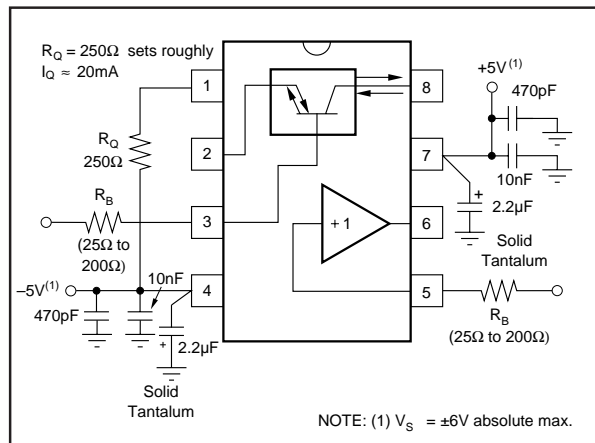 R_Q = 250Ω sets roughly
I_Q ≈ 20mA
1
8
+5V(1)
470pF
R_Q
250Ω
2
7
10nF
+
2.2µF
R_B
(25Ω to
200Ω)
3
+1
6
Solid
Tantalum
–5V(1)
10nF
4
5
470pF
+
2.2µF
R_B
(25Ω to 200Ω)
Solid
Tantalum
NOTE: (1) V_S = ±6V absolute max.